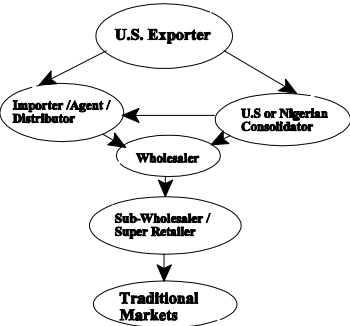 U.S. Exporter
Importer /Agent /
Distributor
U.S or Nigerian
Consolidator
Wholesaler
Sub-Wholesaler /
Super Retailer
Traditional
Markets